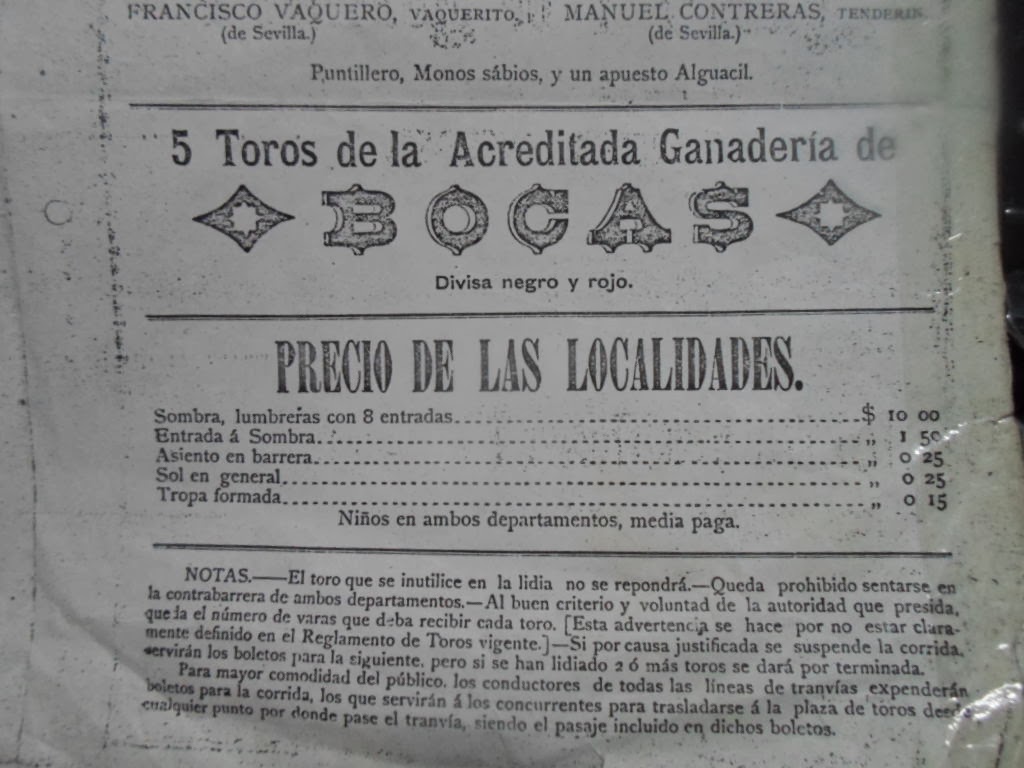 FRANCISCO VAQUERO, VAQUERITO, y MANUEL CONTRERAS, TENDERIN.
(de Sevilla.) (de Sevilla.)
Puntillero, Monos sábios, y un apuesto Alguacil.
5 Toros de la Acreditada Ganadería de
BOCAS
Divisa negro y rojo.
PRECIO DE LAS LOCALIDADES.
Sombra, lumbreras con 8 entradas........................................$ 10 00
Entrada á Sombra........................................„ 1 50
Asiento en barrera........................................„ 0 25
Sol en general........................................„ 0 25
Tropa formada........................................„ 0 15
Niños en ambos departamentos, media paga.
NOTAS.—El toro que se inutilice en la lidia no se repondrá.—Queda prohibido sentarse en
la contrabarrera de ambos departamentos.—Al buen criterio y voluntad de la autoridad que presida,
queda el número de varas que deba recibir cada toro. [Esta advertencia se hace por no estar clara-
mente definido en el Reglamento de Toros vigente.]—Si por causa justificada se suspende la corrida,
servirán los boletos para la siguiente, pero si se han lidiado 2 ó más toros se dará por terminada.
Para mayor comodidad del público, los conductores de todas las líneas de tranvías expenderán
boletos para la corrida, los que servirán á los concurrentes para trasladarse á la plaza de toros desde
cualquier punto por donde pase el tranvía, siendo el pasaje incluido en dichos boletos.